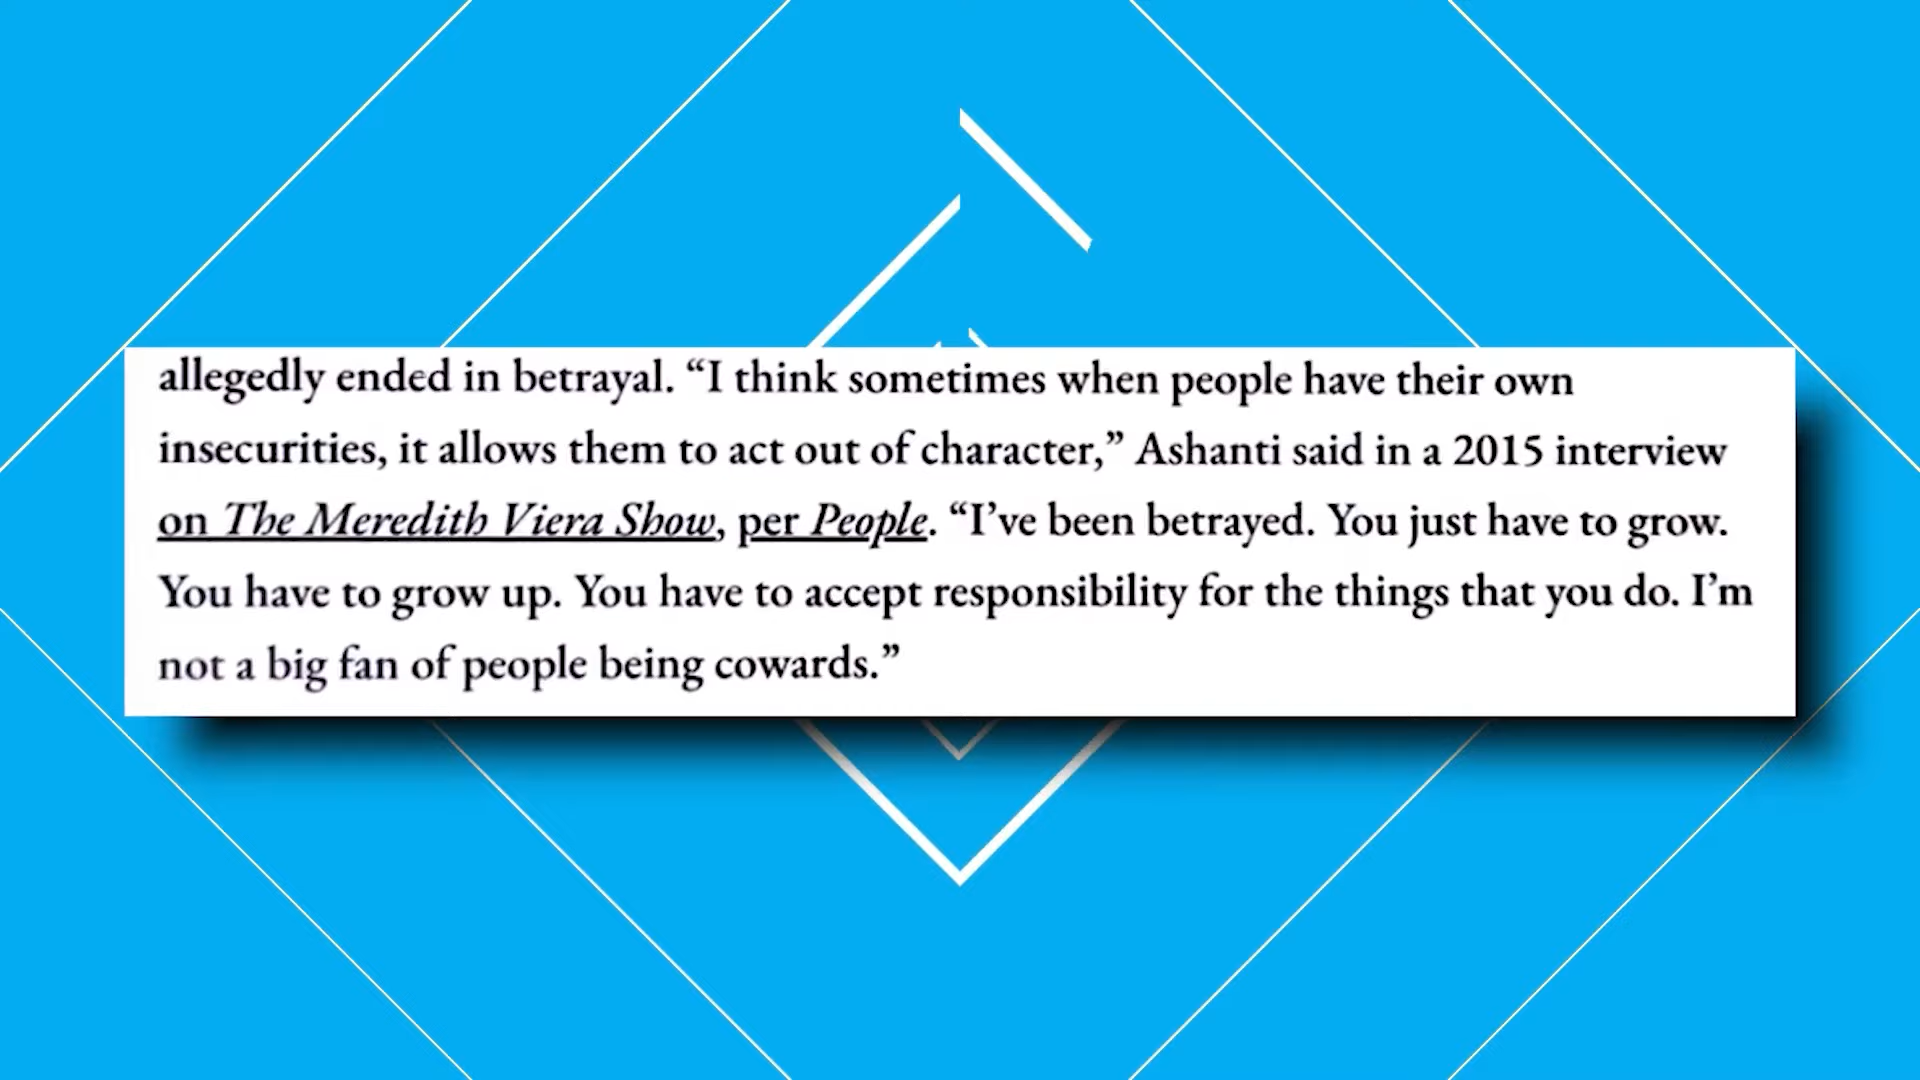 allegedly ended in betrayal. “I think sometimes when people have their own
insecurities, it allows them to act out of character,” Ashanti said in a 2015 interview
on The Meredith Viera Show, per People. “I’ve been betrayed. You just have to grow.
You have to grow up. You have to accept responsibility for the things that you do. I’m
not a big fan of people being cowards.”